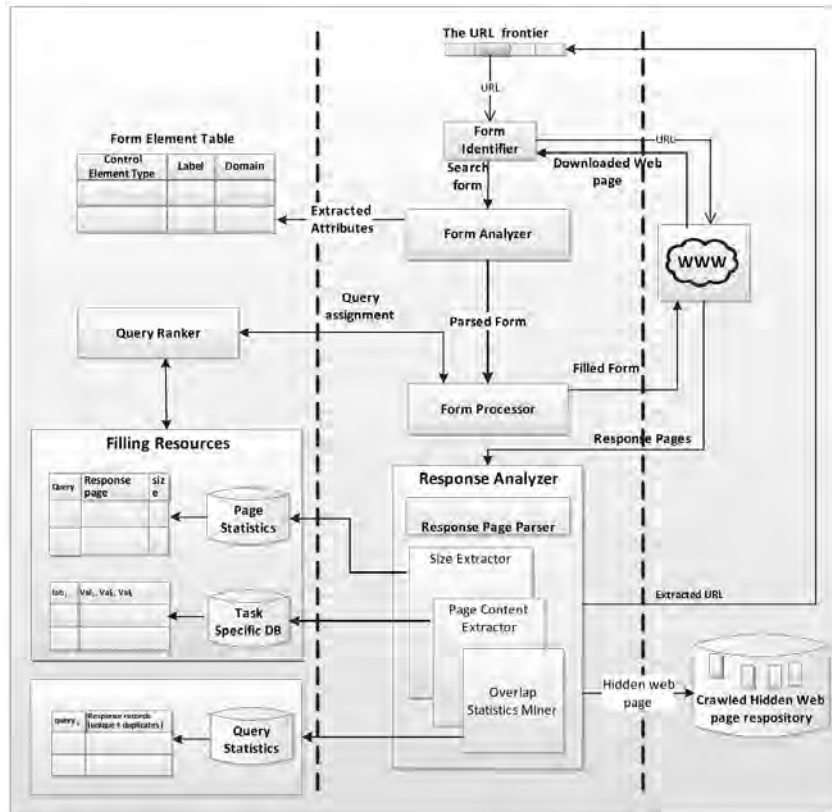 The URL frontier
URL
Form
Identifier
URL
Downloaded Web
page
Search
form
Form Element Table
Control
Element Type
Label
Domain
Extracted
Attributes
Form Analyzer
WWW
Query
assignment
Parsed Form
Query Ranker
Filled Form
Form Processor
Response Pages
Filling Resources
Query
Response
page
siz
e
Page
Statistics
Response Analyzer
Response Page Parser
Size Extractor
Val, Val, Val
Task
Specific DB
Page Content
Extractor
Extracted URL
Overlap
Statistics Miner
Hidden web
page
Crawled Hidden Web
page respository
query
Response records
(unique + duplicates)
Query
Statistics